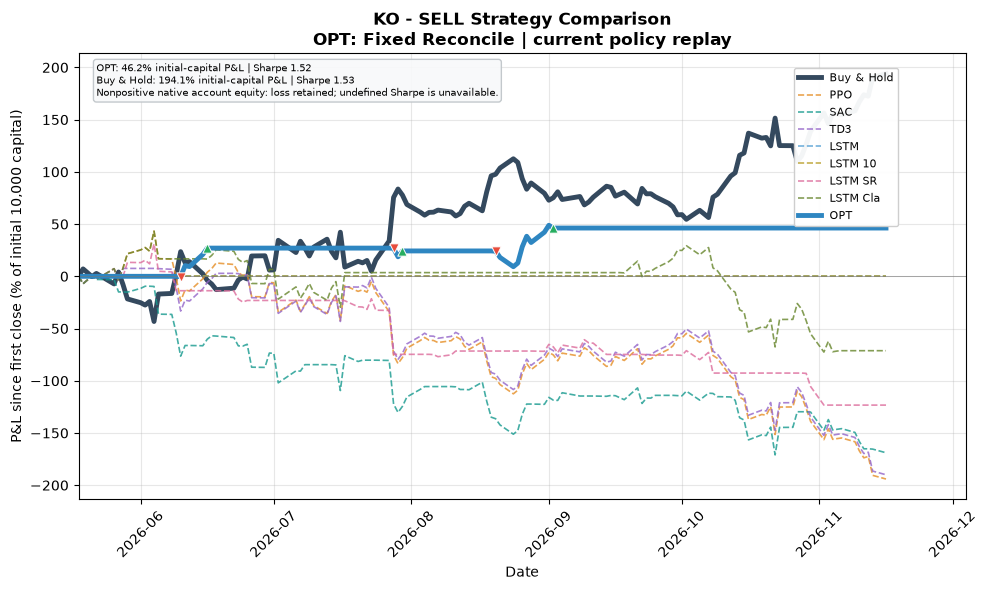 KO - SELL Strategy Comparison
OPT: Fixed Reconcile | current policy replay
OPT: 46.2% initial-capital P&L | Sharpe 1.52
Buy & Hold: 194.1% initial-capital P&L | Sharpe 1.53
Nonpositive native account equity: loss retained; undefined Sharpe is unavailable.
Buy & Hold
PPO
SAC
TD3
LSTM
LSTM 10
LSTM SR
LSTM Cla
OPT
P&L since first close (% of initial 10,000 capital)
200
150
100
50
0
−50
−100
−150
−200
2026-06
2026-07
2026-08
2026-09
2026-10
2026-11
2026-12
Date